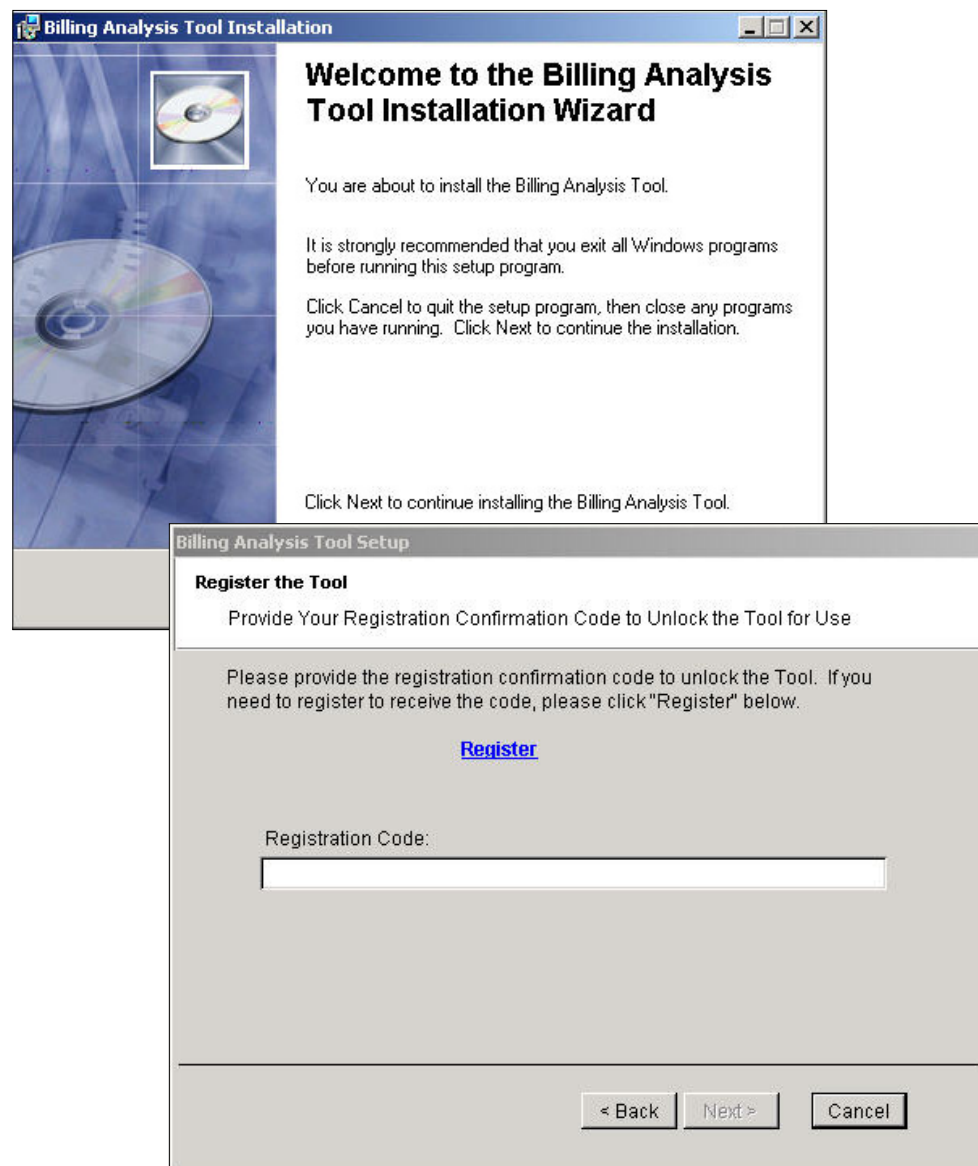 Billing Analysis Tool Installation
Welcome to the Billing Analysis
Tool Installation Wizard
You are about to install the Billing Analysis Tool.
It is strongly recommended that you exit all Windows programs
before running this setup program.
Click Cancel to quit the setup program, then close any programs
you have running.  Click Next to continue the installation.
Click Next to continue installing the Billing Analysis Tool.
Billing Analysis Tool Setup
Register the Tool
Provide Your Registration Confirmation Code to Unlock the Tool for Use
Please provide the registration confirmation code to unlock the Tool.  If you
need to register to receive the code, please click "Register" below.
Register
Registration Code:
< Back
Next >
Cancel